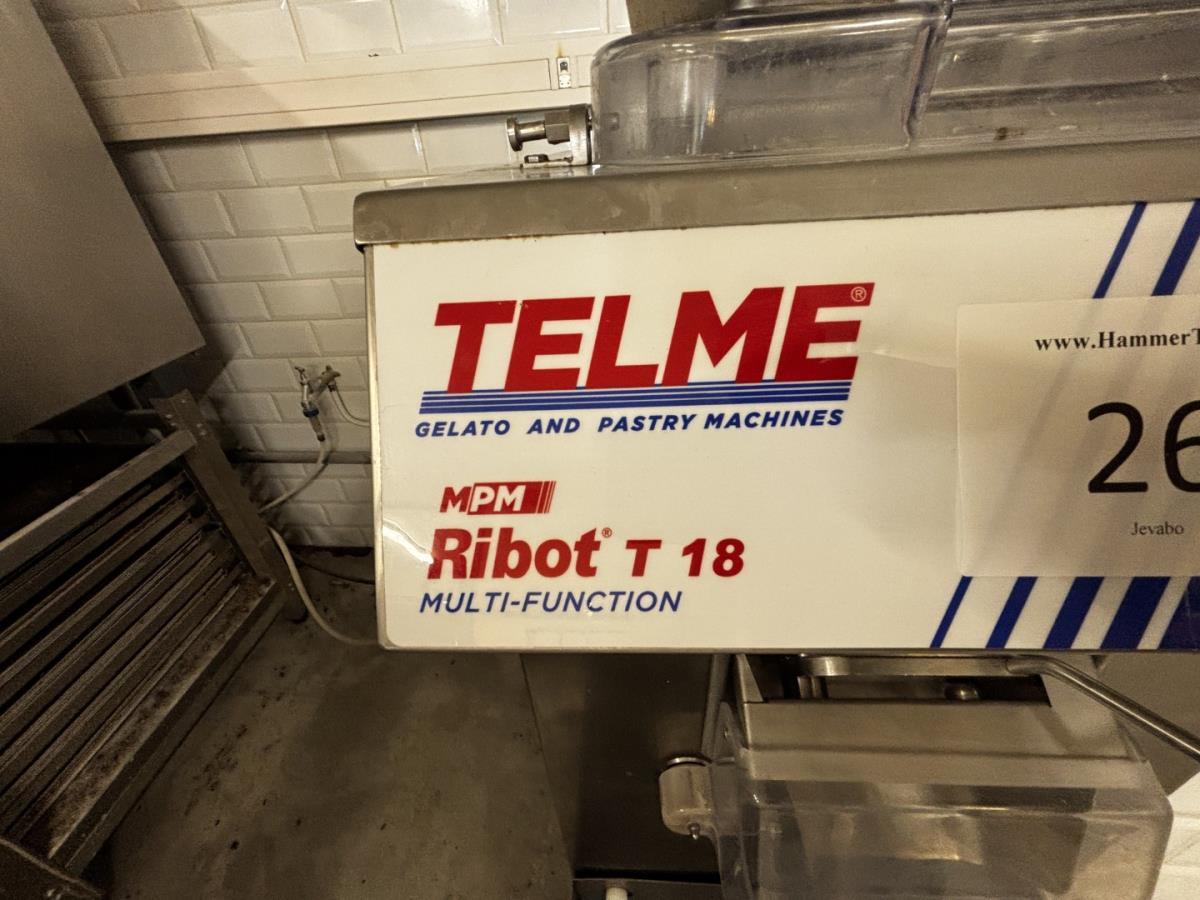 TELME®
GELATO AND PASTRY MACHINES
MPM
Ribot® T 18
MULTI-FUNCTION
www.HammerT
26
Jevabo